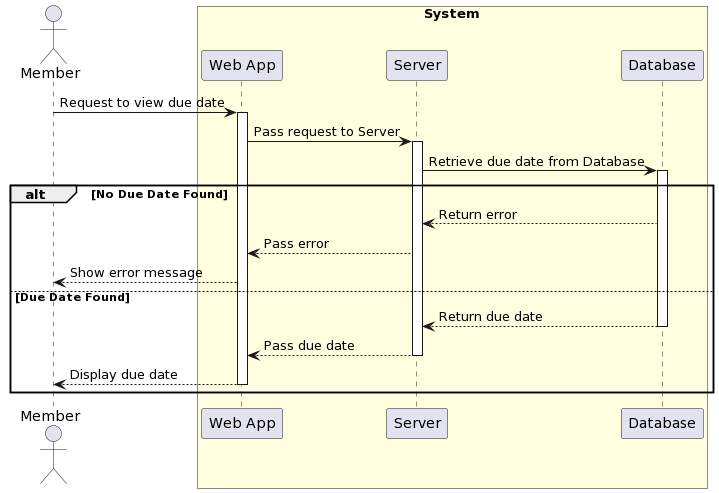 System
Member
Web App
Server
Database
Request to view due date
Pass request to Server
Retrieve due date from Database
alt
[No Due Date Found]
Return error
Pass error
Show error message
[Due Date Found]
Return due date
Pass due date
Display due date
Member
Web App
Server
Database